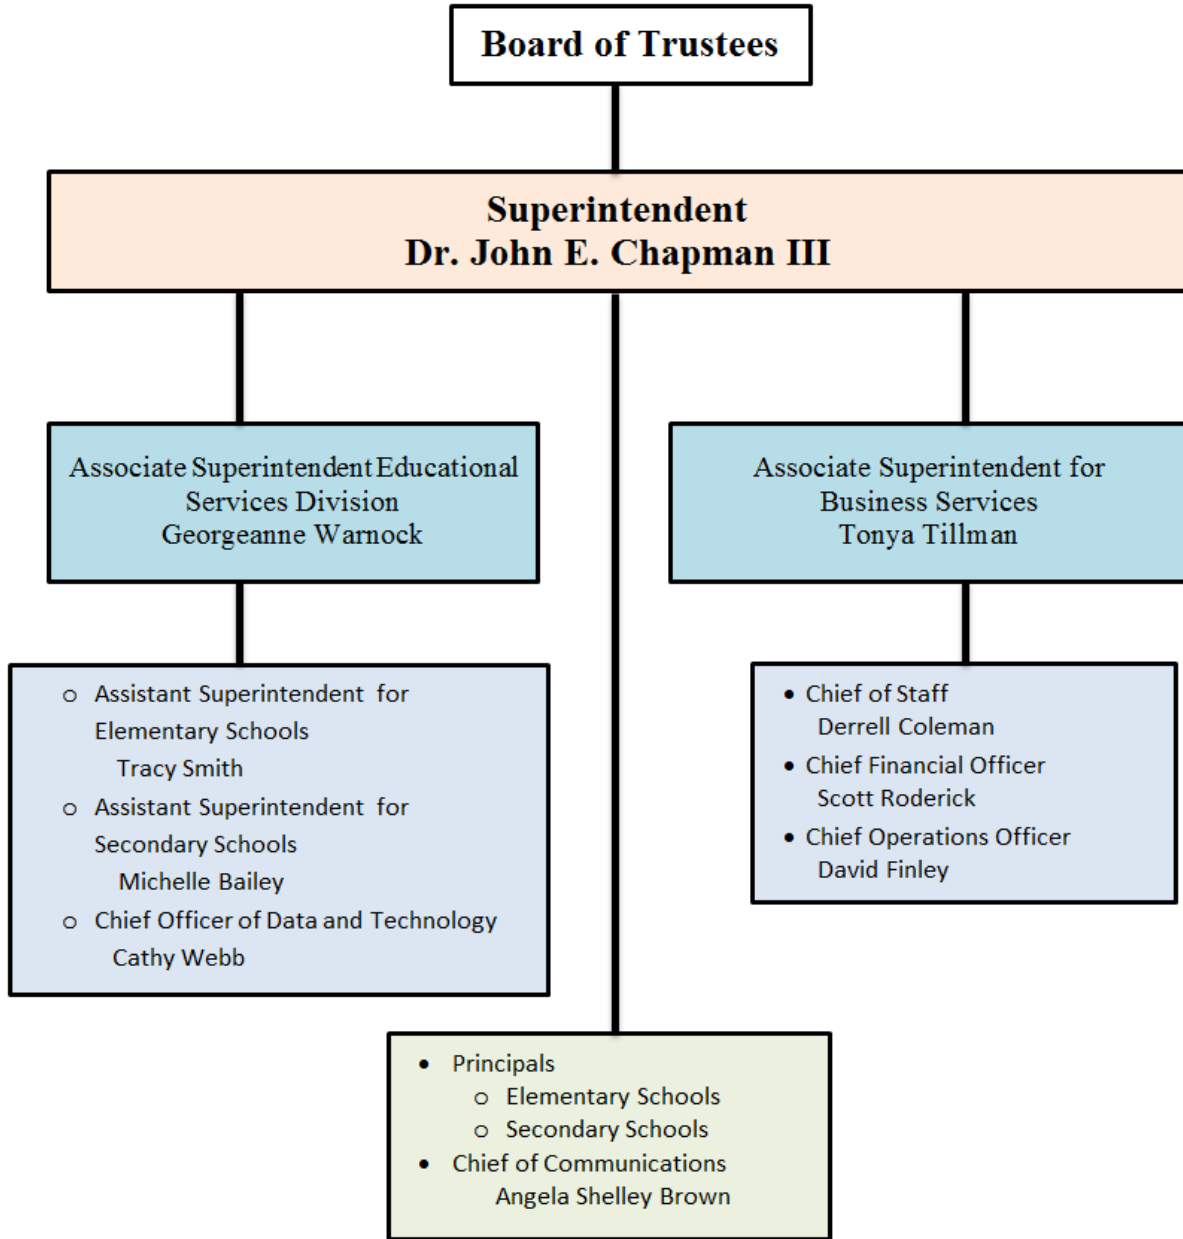 Board of Trustees
Superintendent
Dr. John E. Chapman III
Associate Superintendent Educational
Services Division
Georgeanne Warnock
Associate Superintendent for
Business Services
Tonya Tillman
o Assistant Superintendent for
Elementary Schools
Tracy Smith
o Assistant Superintendent for
Secondary Schools
Michelle Bailey
o Chief Officer of Data and Technology
Cathy Webb
• Chief of Staff
Derrell Coleman
• Chief Financial Officer
Scott Roderick
• Chief Operations Officer
David Finley
• Principals
o Elementary Schools
o Secondary Schools
• Chief of Communications
Angela Shelley Brown